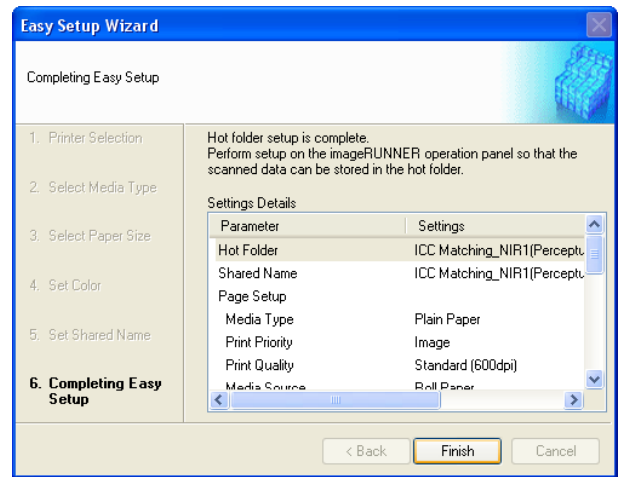 Easy Setup Wizard
Completing Easy Setup
1. Printer Selection
2. Select Media Type
3. Select Paper Size
4. Set Color
5. Set Shared Name
6. Completing Easy
Setup
Hot folder setup is complete.
Perform setup on the imageRUNNER operation panel so that the
scanned data can be stored in the hot folder.
Settings Details
Parameter Settings
Hot Folder ICC Matching_NIR1(Perceptu
Shared Name ICC Matching_NIR1(Perceptu
Page Setup
Media Type Plain Paper
Print Priority Image
Print Quality Standard (600dpi)
Media Source Roll Paper
< Back Finish Cancel